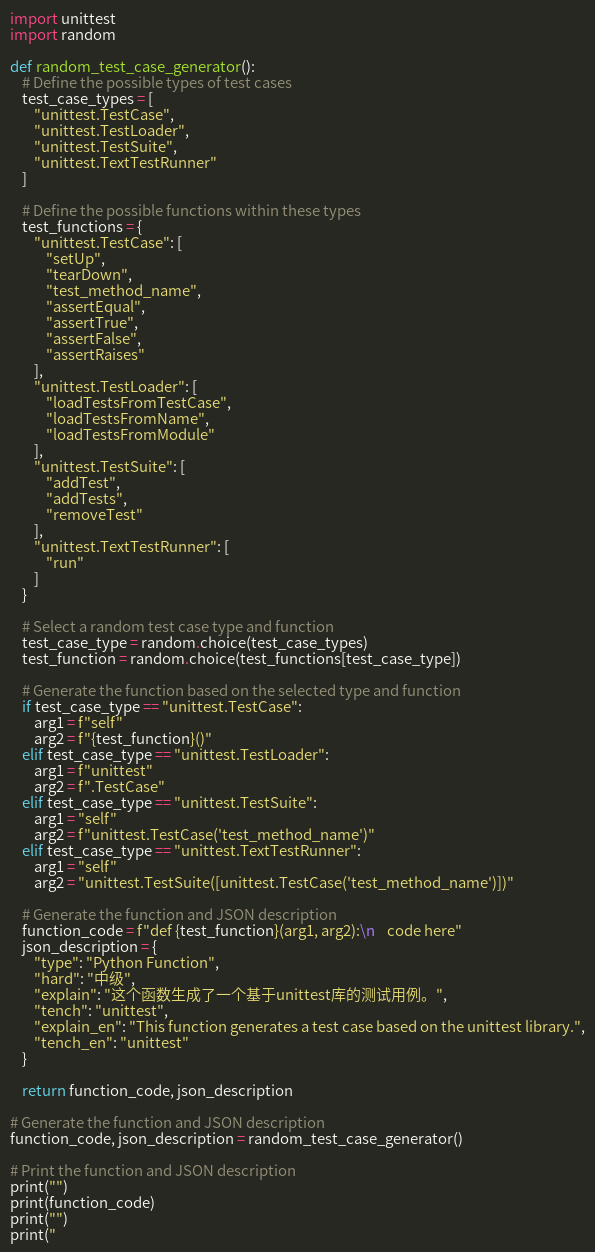 import unittest
import random

def random_test_case_generator():
    # Define the possible types of test cases
    test_case_types = [
        "unittest.TestCase",
        "unittest.TestLoader",
        "unittest.TestSuite",
        "unittest.TextTestRunner"
    ]

    # Define the possible functions within these types
    test_functions = {
        "unittest.TestCase": [
            "setUp",
            "tearDown",
            "test_method_name",
            "assertEqual",
            "assertTrue",
            "assertFalse",
            "assertRaises"
        ],
        "unittest.TestLoader": [
            "loadTestsFromTestCase",
            "loadTestsFromName",
            "loadTestsFromModule"
        ],
        "unittest.TestSuite": [
            "addTest",
            "addTests",
            "removeTest"
        ],
        "unittest.TextTestRunner": [
            "run"
        ]
    }

    # Select a random test case type and function
    test_case_type = random.choice(test_case_types)
    test_function = random.choice(test_functions[test_case_type])

    # Generate the function based on the selected type and function
    if test_case_type == "unittest.TestCase":
        arg1 = f"self"
        arg2 = f"{test_function}()"
    elif test_case_type == "unittest.TestLoader":
        arg1 = f"unittest"
        arg2 = f".TestCase"
    elif test_case_type == "unittest.TestSuite":
        arg1 = "self"
        arg2 = f"unittest.TestCase('test_method_name')"
    elif test_case_type == "unittest.TextTestRunner":
        arg1 = "self"
        arg2 = "unittest.TestSuite([unittest.TestCase('test_method_name')])"

    # Generate the function and JSON description
    function_code = f"def {test_function}(arg1, arg2):\n    code here"
    json_description = {
        "type": "Python Function",
        "hard": "中级",
        "explain": "这个函数生成了一个基于unittest库的测试用例。",
        "tench": "unittest",
        "explain_en": "This function generates a test case based on the unittest library.",
        "tench_en": "unittest"
    }

    return function_code, json_description

# Generate the function and JSON description
function_code, json_description = random_test_case_generator()

# Print the function and JSON description
print("")
print(function_code)
print("")
print("